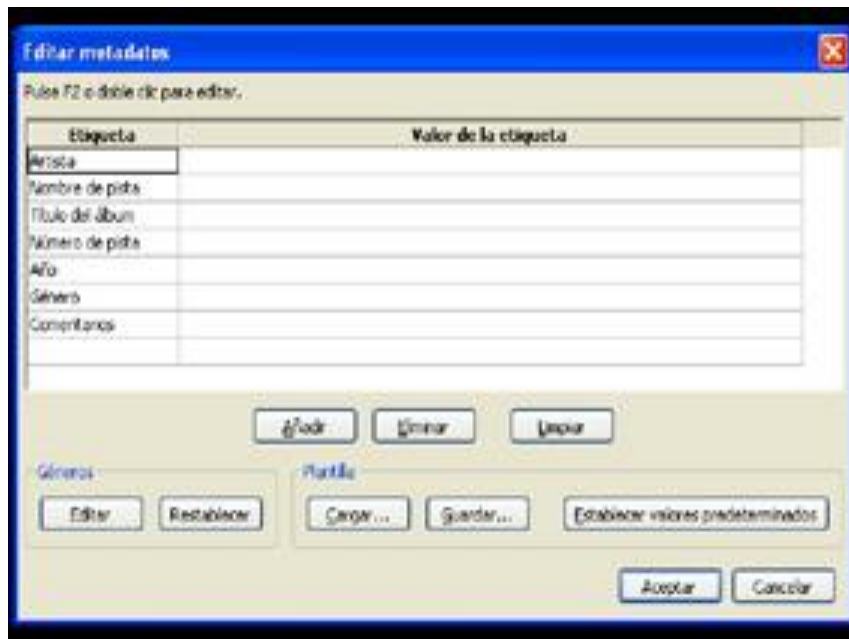 Editar metadatos
Pulse F2 o doble clic para editar.
Etiqueta Valor de la etiqueta
Artista
Nombre de pista
Título del álbum
Número de pista
Año
Género
Comentarios
Añadir Eliminar Limpiar
Géneros Plantilla
Editar Restablecer Cargar... Guardar... Establecer valores predeterminados
Aceptar Cancelar